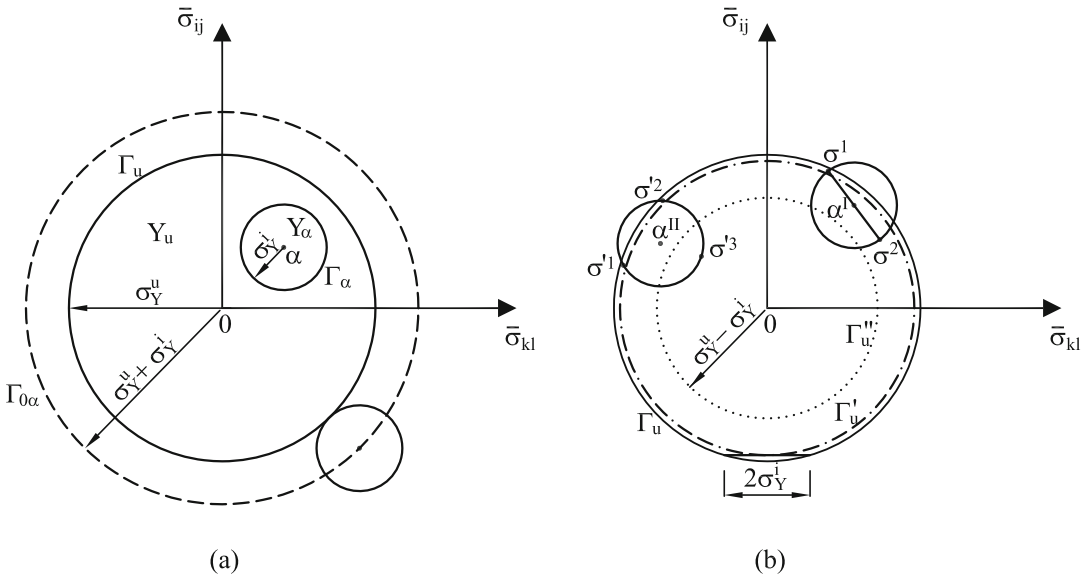 σ̄ij
Γu
Yu
Yα
σYi
α
Γα
σYu
0
σ̄kl
σYu+ σYi
Γ0α
(a)
σ̄ij
σ1
σ'2
αI
αII
σ'3
σ2
σ'1
0
σ̄kl
σYu− σYi
Γu''
Γu
Γu'
2σYi
(b)